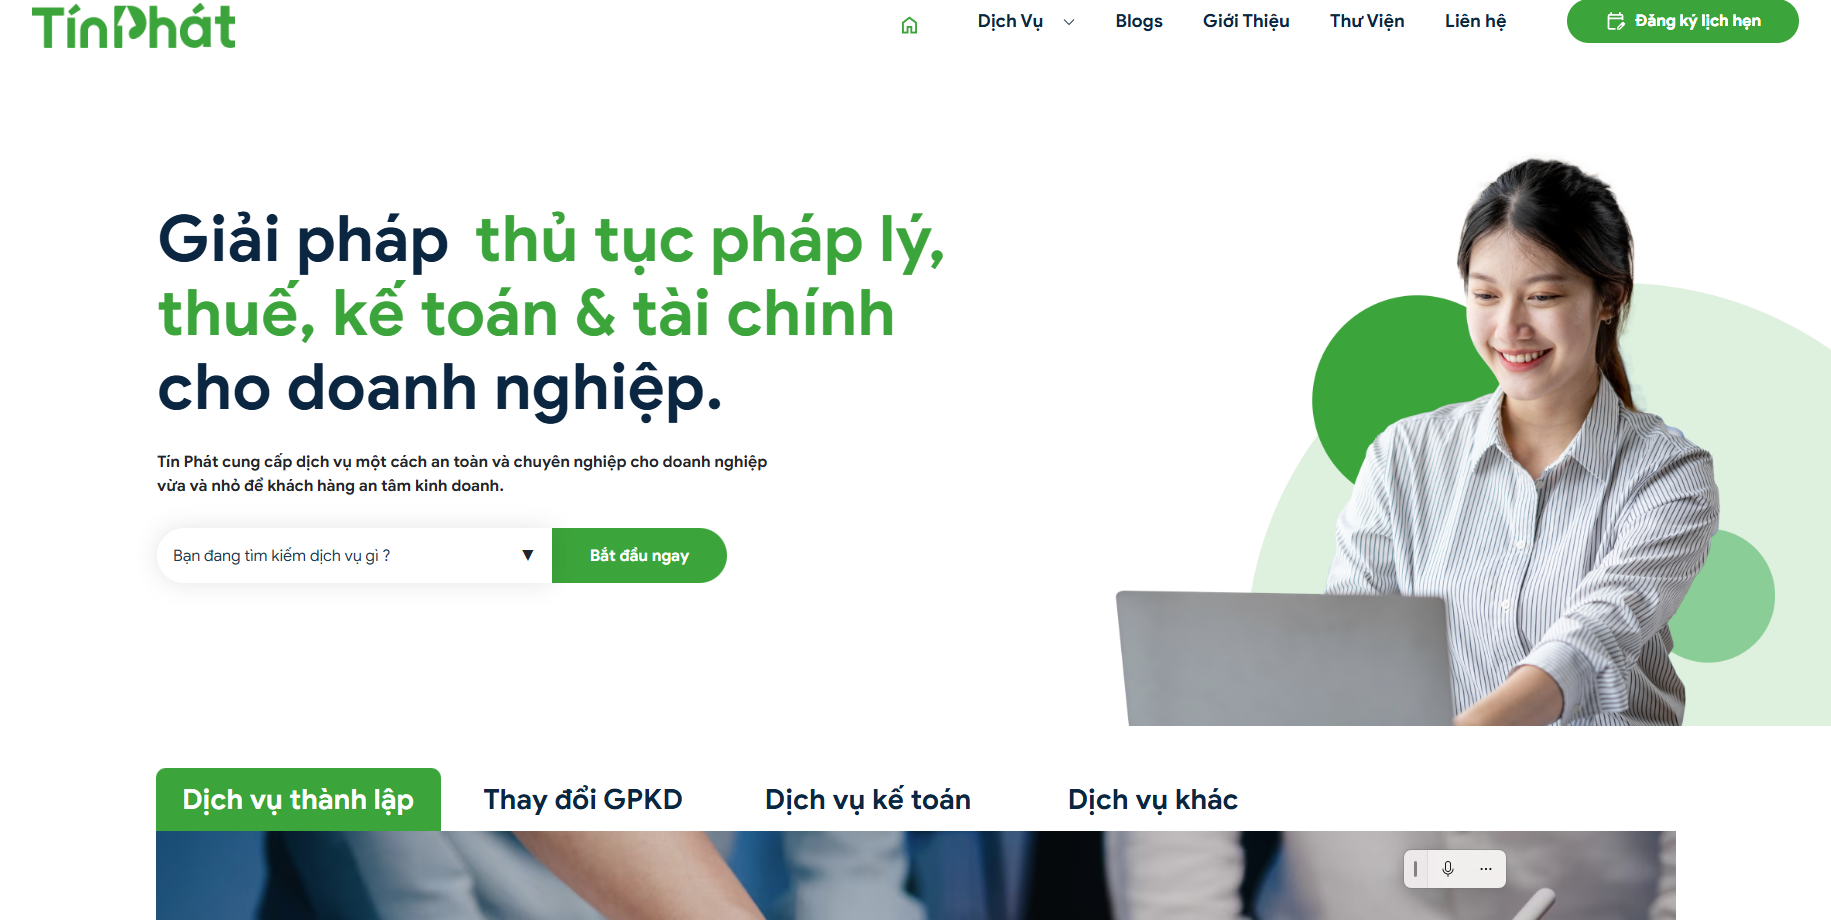 TínPhát
Dịch Vụ
Blogs
Giới Thiệu
Thư Viện
Liên hệ
Đăng ký lịch hẹn
Giải pháp thủ tục pháp lý,
thuế, kế toán & tài chính
cho doanh nghiệp.
Tín Phát cung cấp dịch vụ một cách an toàn và chuyên nghiệp cho doanh nghiệp
vừa và nhỏ để khách hàng an tâm kinh doanh.
Bạn đang tìm kiếm dịch vụ gì ?
Bắt đầu ngay
Dịch vụ thành lập
Thay đổi GPKD
Dịch vụ kế toán
Dịch vụ khác